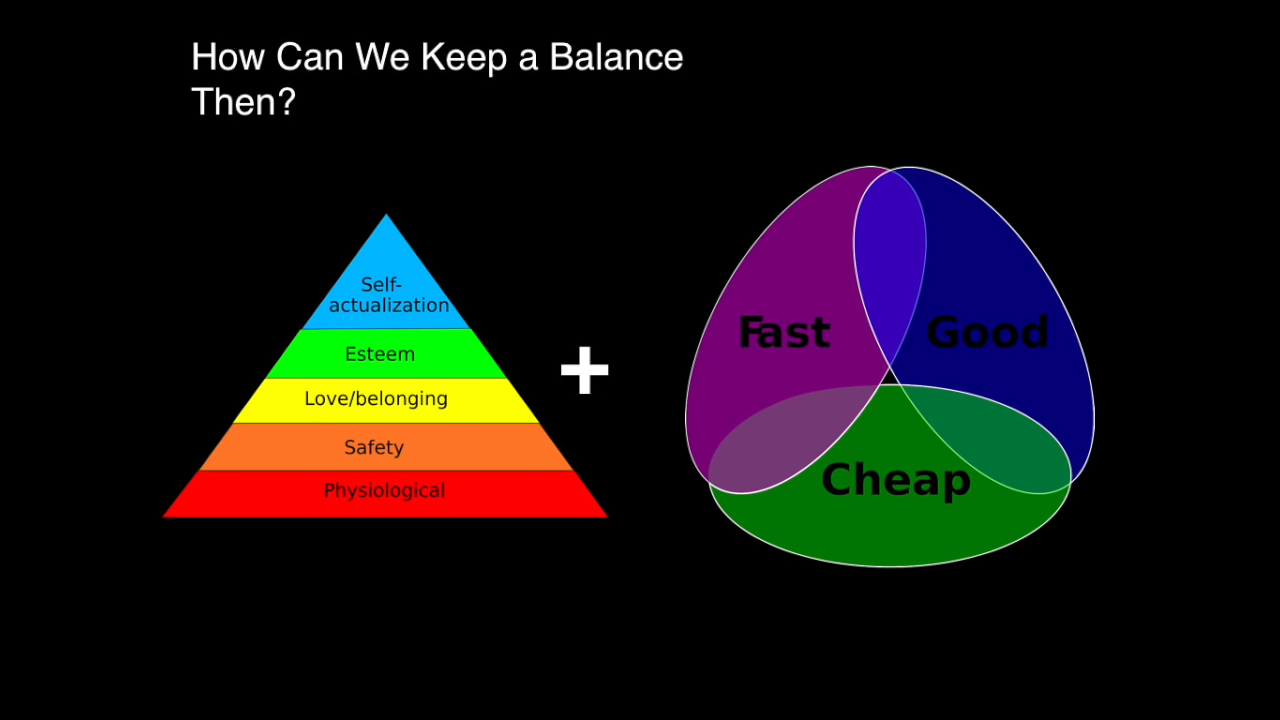 How Can We Keep a Balance
Then?
Self-
actualization
Esteem
Love/belonging
Safety
Physiological
+
Fast
Good
Cheap